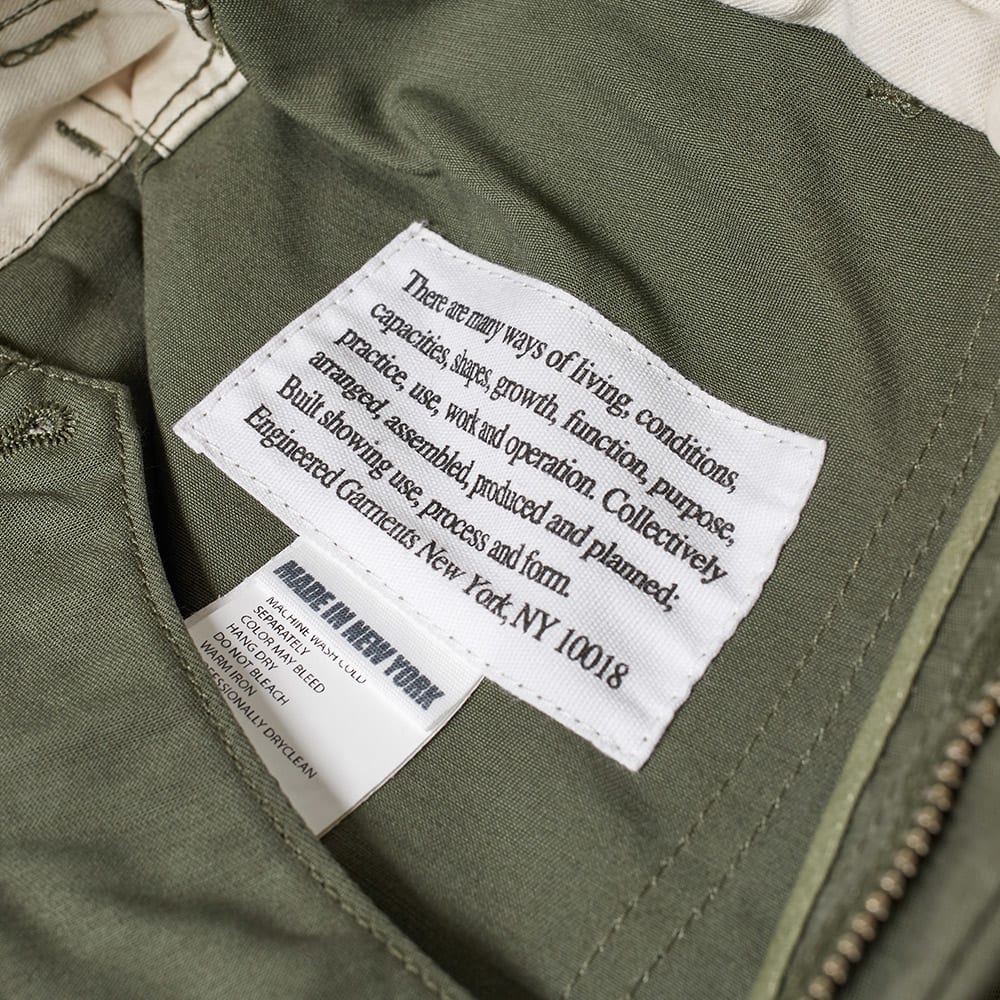 There are many ways of living, conditions,
capacities, shapes, growth, function, purpose,
practice, use, work and operation. Collectively
arranged, assembled, produced and planned;
Built showing use, process and form.
Engineered Garments New York, NY 10018
MADE IN NEW YORK
MACHINE WASH COLD
SEPARATELY
COLOR MAY BLEED
HANG DRY
DO NOT BLEACH
WARM IRON
DRYCLEAN